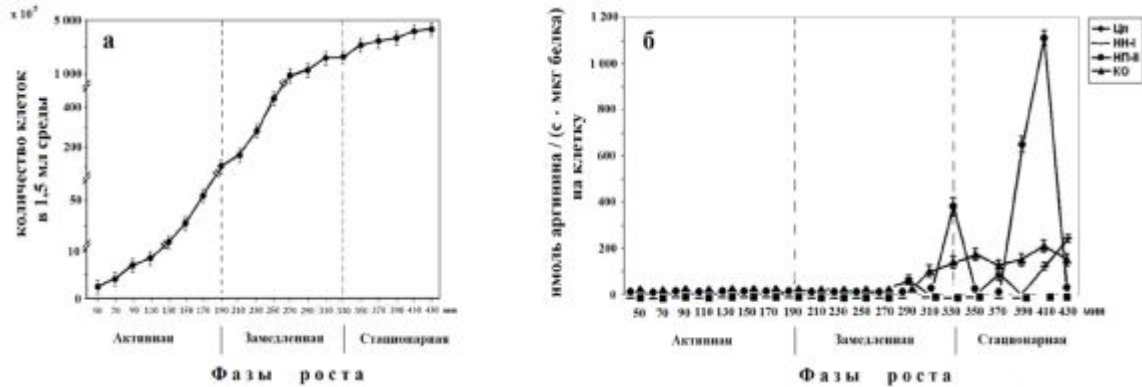 x 10⁷
5 000
1 000
400
200
50
10
0
а
количество клеток
в 1,5 мл среды
50 70 90 110 130 150 170 190 210 230 250 270 290 310 330 350 370 390 410 430 мин
Активная Замедленная Стационарная
Фазы роста
1 200
1 000
800
600
400
200
0
б
нмоль аргинина / (с · мкг белка)
на клетку
Цп
НП-II
КО
50 70 90 110 130 150 170 190 210 230 250 270 290 310 330 350 370 390 410 430 мин
Активная Замедленная Стационарная
Фазы роста